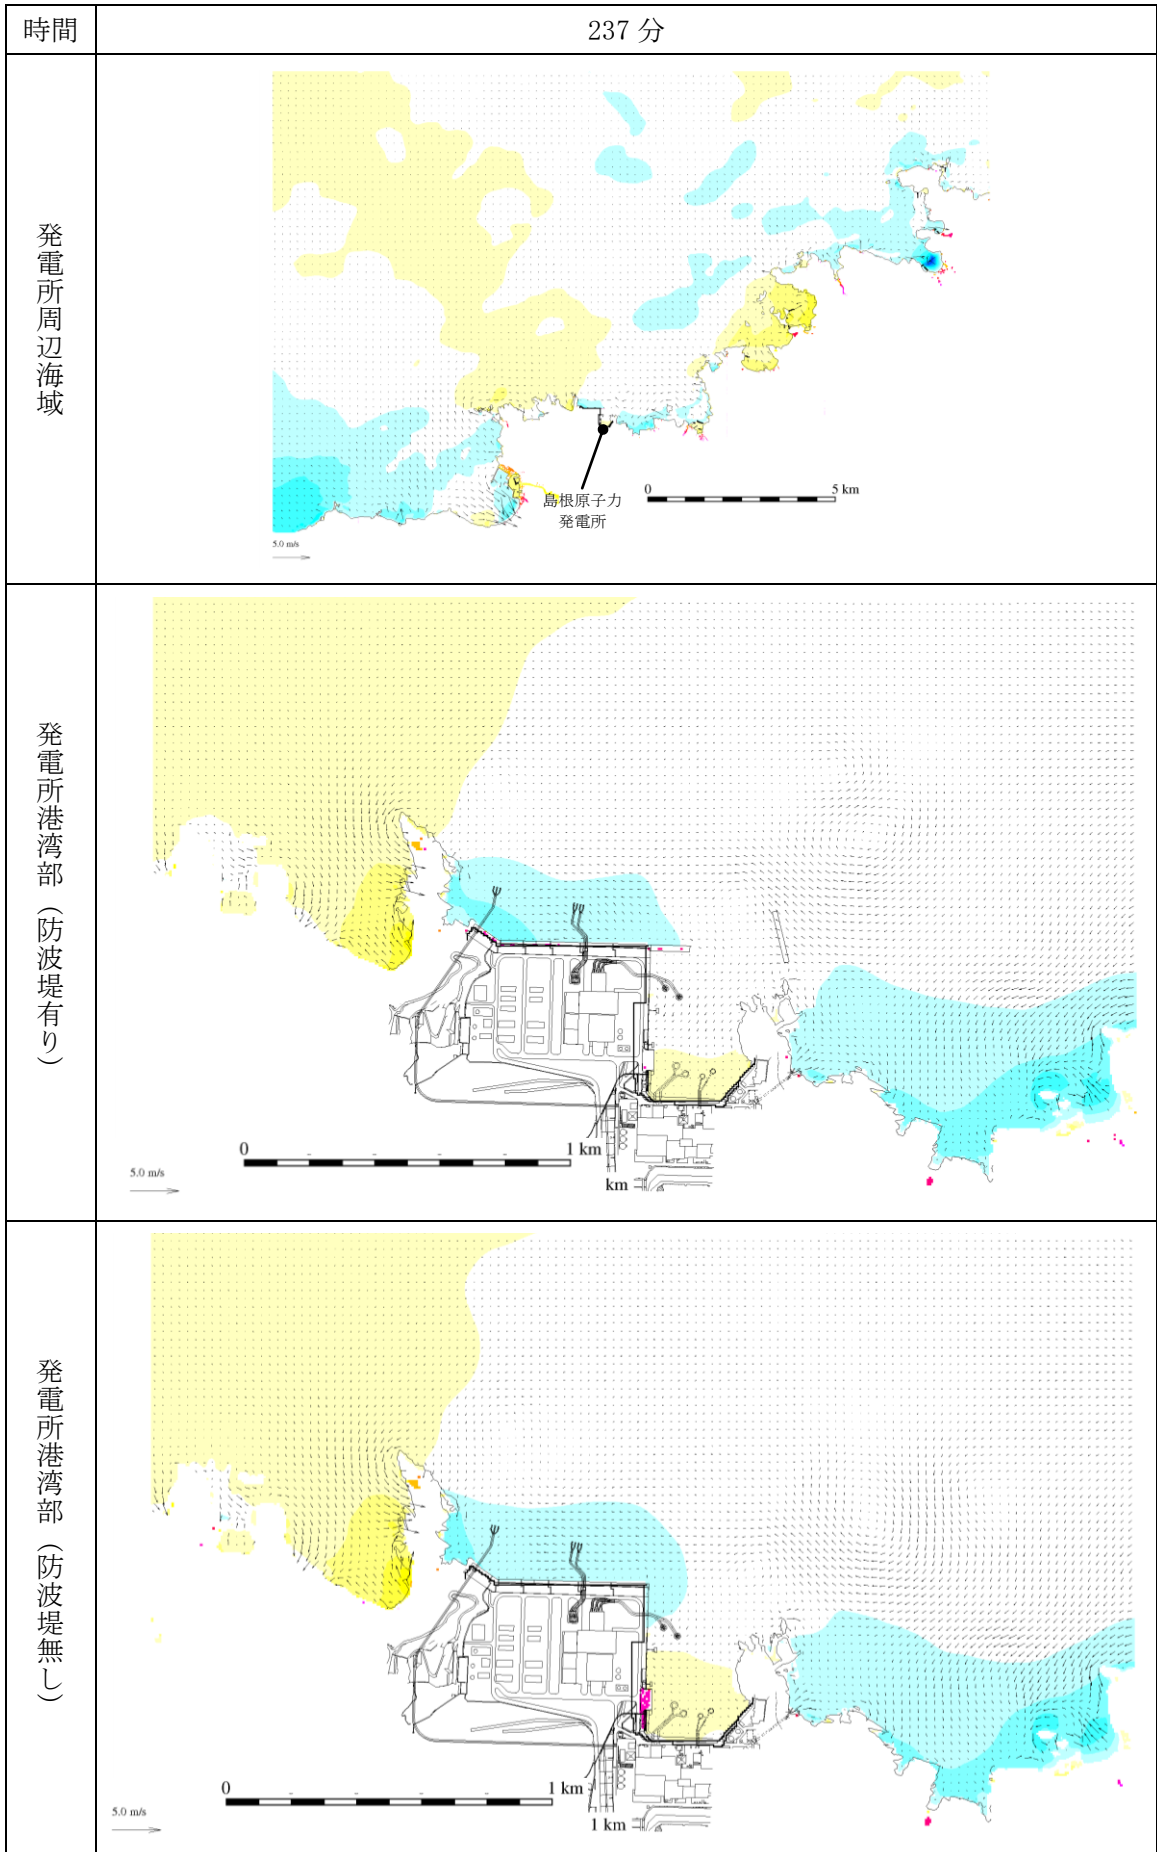 時間
237 分
発電所周辺海域
島根原子力
発電所
0
5 km
5.0 m/s
発電所港湾部（防波堤有り）
0
1 km
km
5.0 m/s
発電所港湾部（防波堤無し）
0
1 km
1 km
5.0 m/s